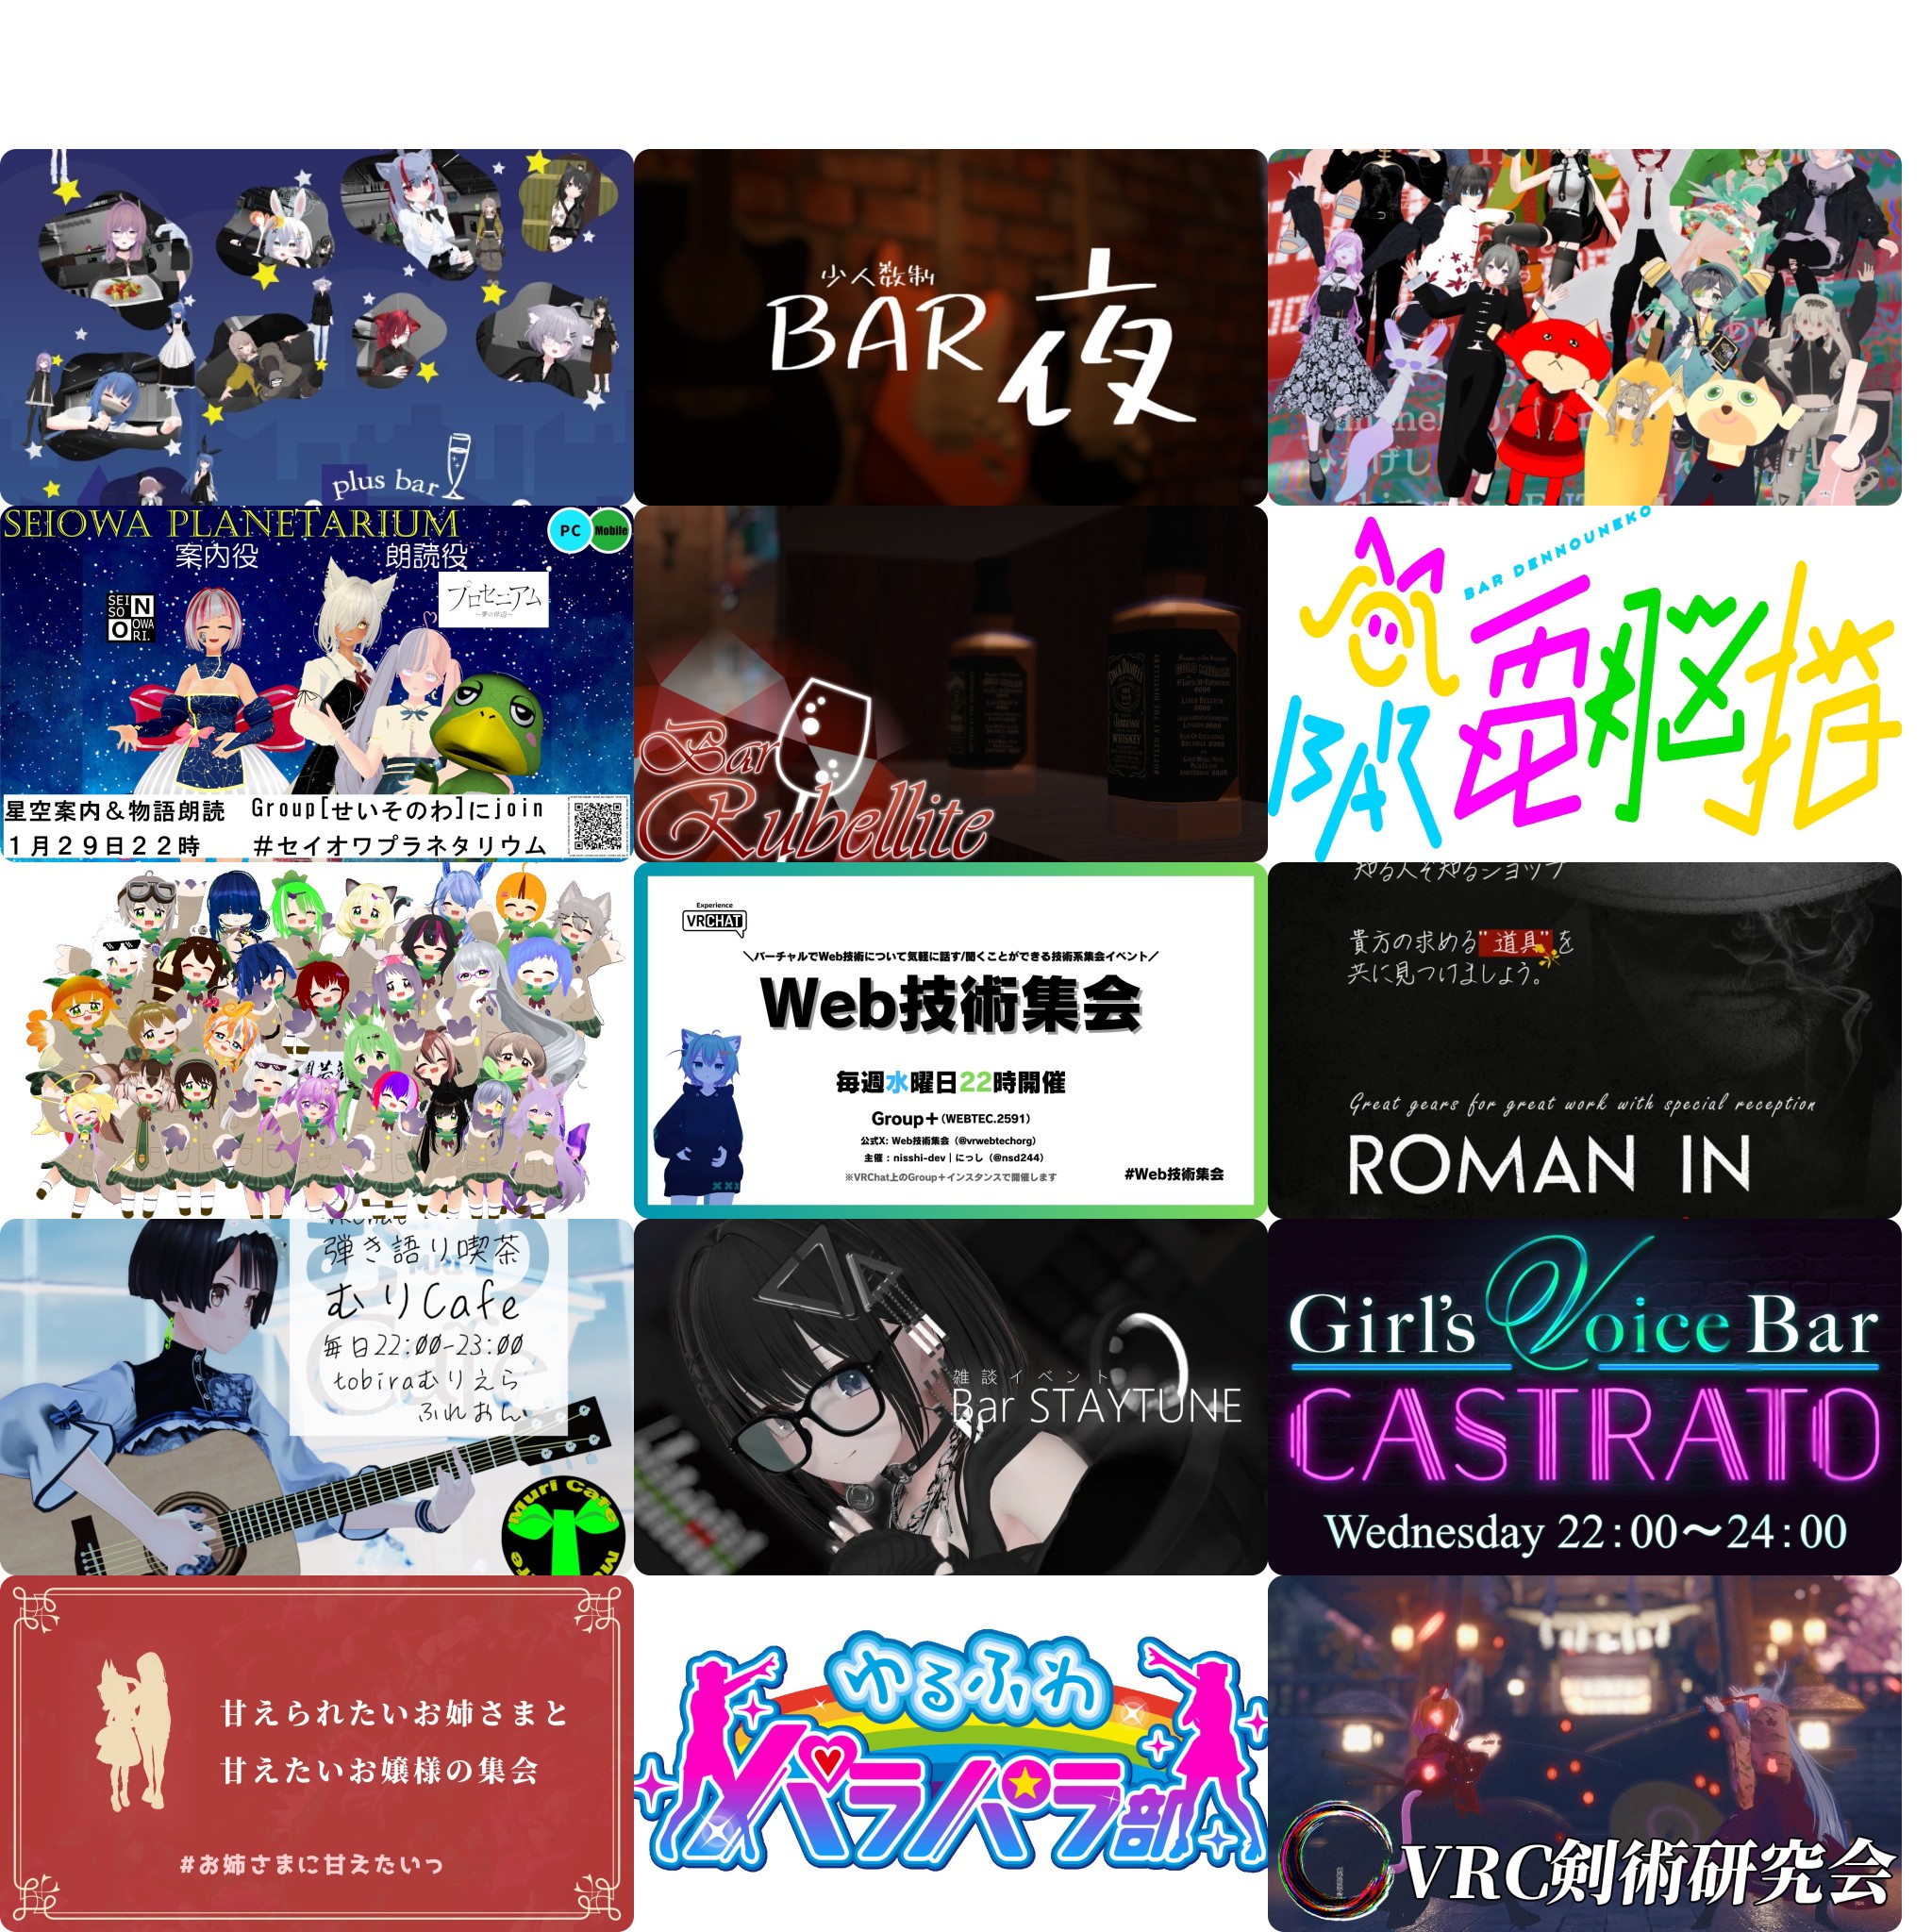 plus bar
少人数制
BAR 夜
SEIOWA PLANETARIUM
PC
Mobile
案内役
朗読役
SEI
SO
N
O
OWA
RI.
プロセニアム
星空案内&物語朗読
Group[せいそのわ]にjoin
1月29日22時
#セイオワプラネタリウム
Bar
Rubellite
BAR DENNOUNEKO
BAR
電脳猫
Experience
VRCHAT
\バーチャルでWeb技術について気軽に話す/聞くことができる技術系集会イベント/
Web技術集会
毎週水曜日22時開催
Group+(WEBTEC.2591)
公式X: Web技術集会(@vrwebtechorg)
主催:nisshi-dev|にっし(@nsd244)
※VRChat上のGroup+インスタンスで開催します
#Web技術集会
知る人ぞ知るショップ
貴方の求める"道具"を
共に見つけましょう。
Great gears for great work with special reception
ROMAN IN
VRChat
弾き語り喫茶
むりCafe
毎日22:00-23:00
tobiraむりえら
ふれおん
Muri Cafe
雑談イベント
Bar STAYTUNE
Girl's Voice Bar
CASTRATO
Wednesday 22:00〜24:00
甘えられたいお姉さまと
甘えたいお嬢様の集会
#お姉さまに甘えたいっ
ゆるふわ
パラパラ部
VRC剣術研究会